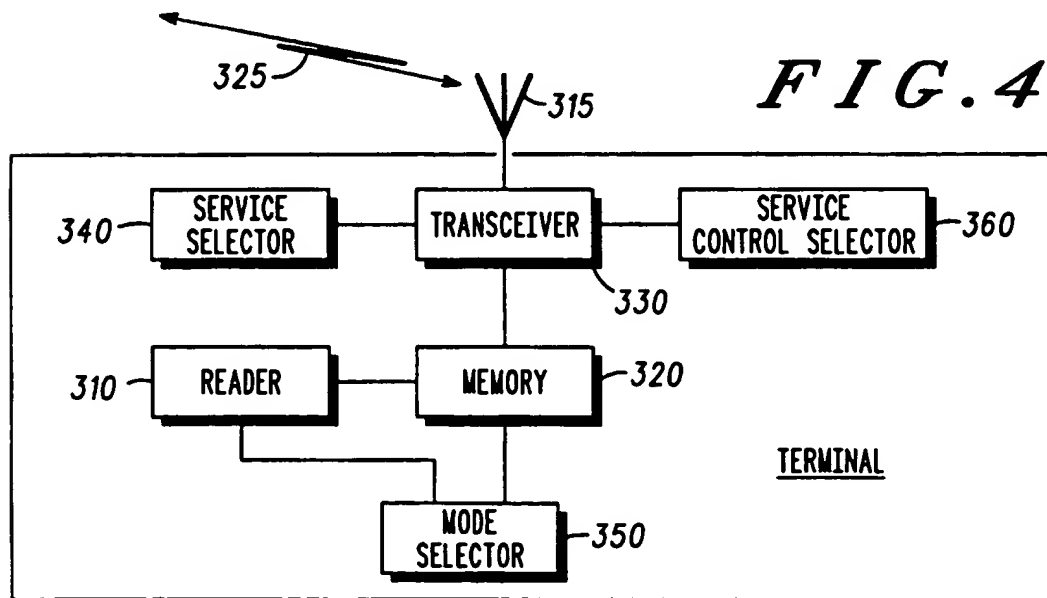 325
315
FIG.4
340
SERVICE
SELECTOR
TRANSCEIVER
330
SERVICE
CONTROL SELECTOR
360
310
READER
MEMORY
320
TERMINAL
MODE
SELECTOR
350